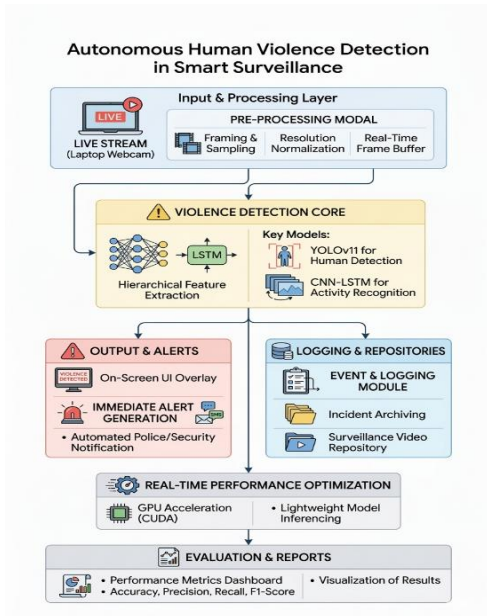 Autonomous Human Violence Detection
in Smart Surveillance
Input & Processing Layer
LIVE
LIVE STREAM
(Laptop Webcam)
PRE-PROCESSING MODAL
Framing &
Sampling
Resolution
Normalization
Real-Time
Frame Buffer
VIOLENCE DETECTION CORE
LSTM
Hierarchical Feature
Extraction
Key Models:
YOLOv11 for
Human Detection
CNN-LSTM for
Activity Recognition
OUTPUT & ALERTS
VIOLENCE
DETECTED
On-Screen UI Overlay
IMMEDIATE ALERT
GENERATION
SMS
• Automated Police/Security
Notification
LOGGING & REPOSITORIES
EVENT & LOGGING
MODULE
Incident Archiving
Surveillance Video
Repository
REAL-TIME PERFORMANCE OPTIMIZATION
GPU Acceleration
(CUDA)
• Lightweight Model
Inferencing
EVALUATION & REPORTS
• Performance Metrics Dashboard
• Accuracy, Precision, Recall, F1-Score
• Visualization of Results